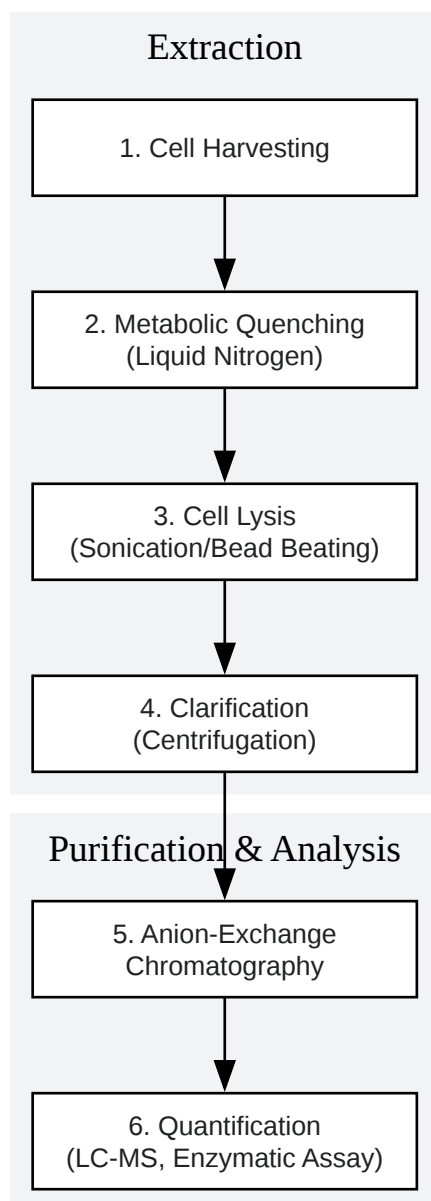 Extraction
1. Cell Harvesting
2. Metabolic Quenching
(Liquid Nitrogen)
3. Cell Lysis
(Sonication/Bead Beating)
4. Clarification
(Centrifugation)
Purification & Analysis
5. Anion-Exchange
Chromatography
6. Quantification
(LC-MS, Enzymatic Assay)